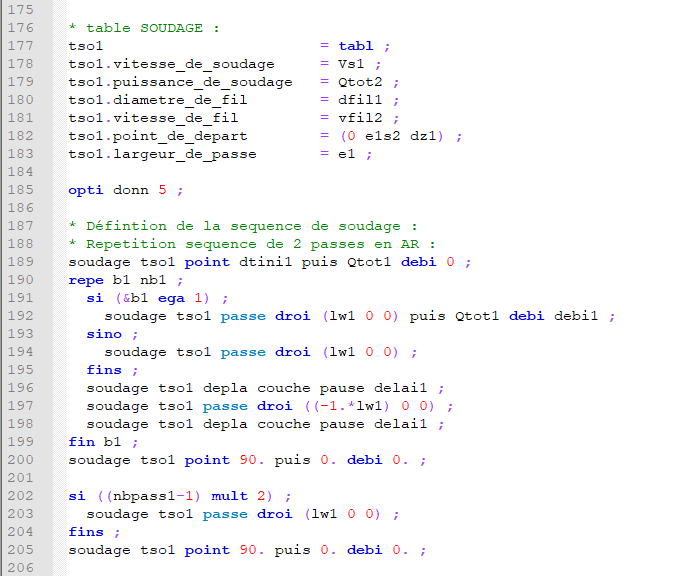 175
176 * table SOUDAGE :
177 tso1 = tabl ;
178 tso1.vitesse_de_soudage = Vs1 ;
179 tso1.puissance_de_soudage = Qtot2 ;
180 tso1.diametre_de_fil = dfil1 ;
181 tso1.vitesse_de_fil = vfil2 ;
182 tso1.point_de_depart = (0 e1s2 dz1) ;
183 tso1.largeur_de_passe = e1 ;
184
185 opti donn 5 ;
186
187 * Défintion de la sequence de soudage :
188 * Repetition sequence de 2 passes en AR :
189 soudage tso1 point dtini1 puis Qtot1 debi 0 ;
190 repe b1 nb1 ;
191 si (&b1 ega 1) ;
192 soudage tso1 passe droi (lw1 0 0) puis Qtot1 debi debi1 ;
193 sino ;
194 soudage tso1 passe droi (lw1 0 0) ;
195 fins ;
196 soudage tso1 depla couche pause delai1 ;
197 soudage tso1 passe droi ((-1.*lw1) 0 0) ;
198 soudage tso1 depla couche pause delai1 ;
199 fin b1 ;
200 soudage tso1 point 90. puis 0. debi 0. ;
201
202 si ((nbpass1-1) mult 2) ;
203 soudage tso1 passe droi (lw1 0 0) ;
204 fins ;
205 soudage tso1 point 90. puis 0. debi 0. ;
206